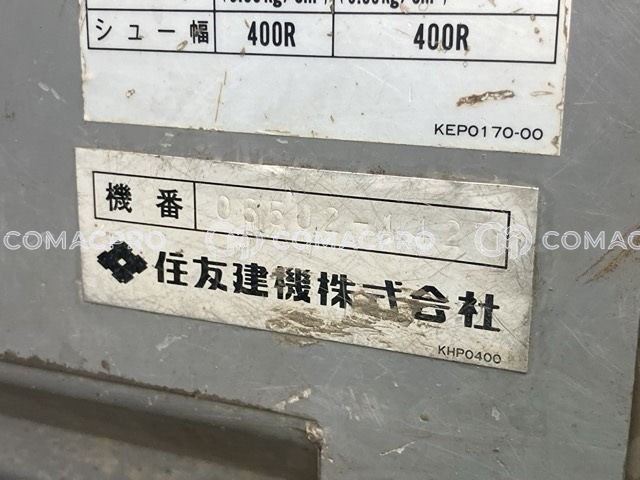 シュー幅 400R 400R
KEP0170-00
機番
COMACPRO COMACPRO COMAC
住友建機株式会社
KHP0400